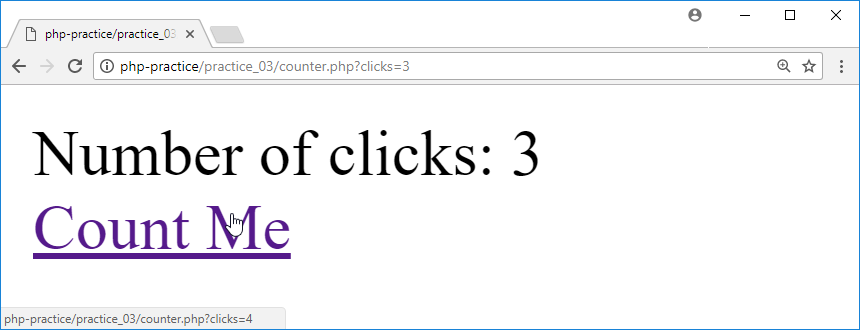 php-practice/practice_03
php-practice/practice_03/counter.php?clicks=3
Number of clicks: 3
Count Me
php-practice/practice_03/counter.php?clicks=4